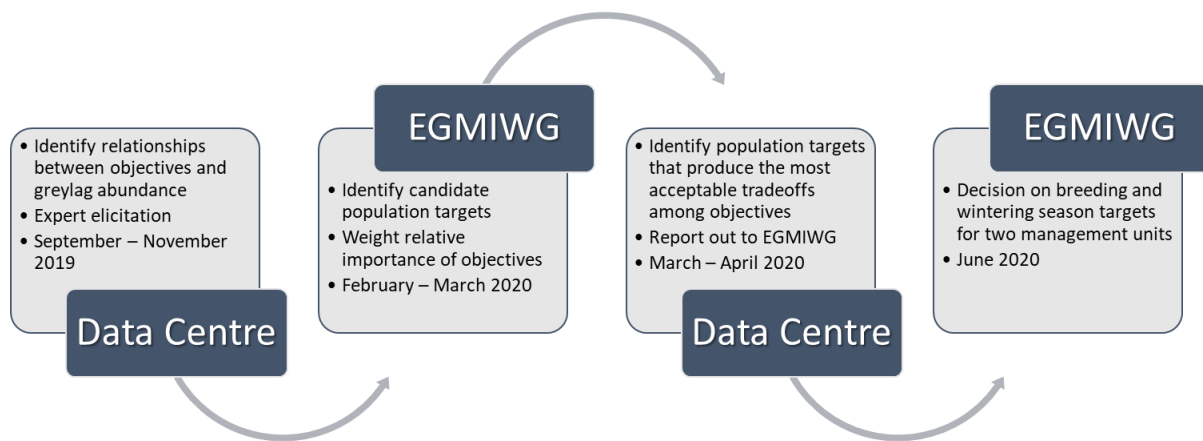 • Identify relationships
between objectives and
greylag abundance
• Expert elicitation
• September – November
2019
Data Centre
EGMIWG
• Identify candidate
population targets
• Weight relative
importance of objectives
• February – March 2020
• Identify population targets
that produce the most
acceptable tradeoffs
among objectives
• Report out to EGMIWG
• March – April 2020
Data Centre
EGMIWG
• Decision on breeding and
wintering season targets
for two management units
• June 2020